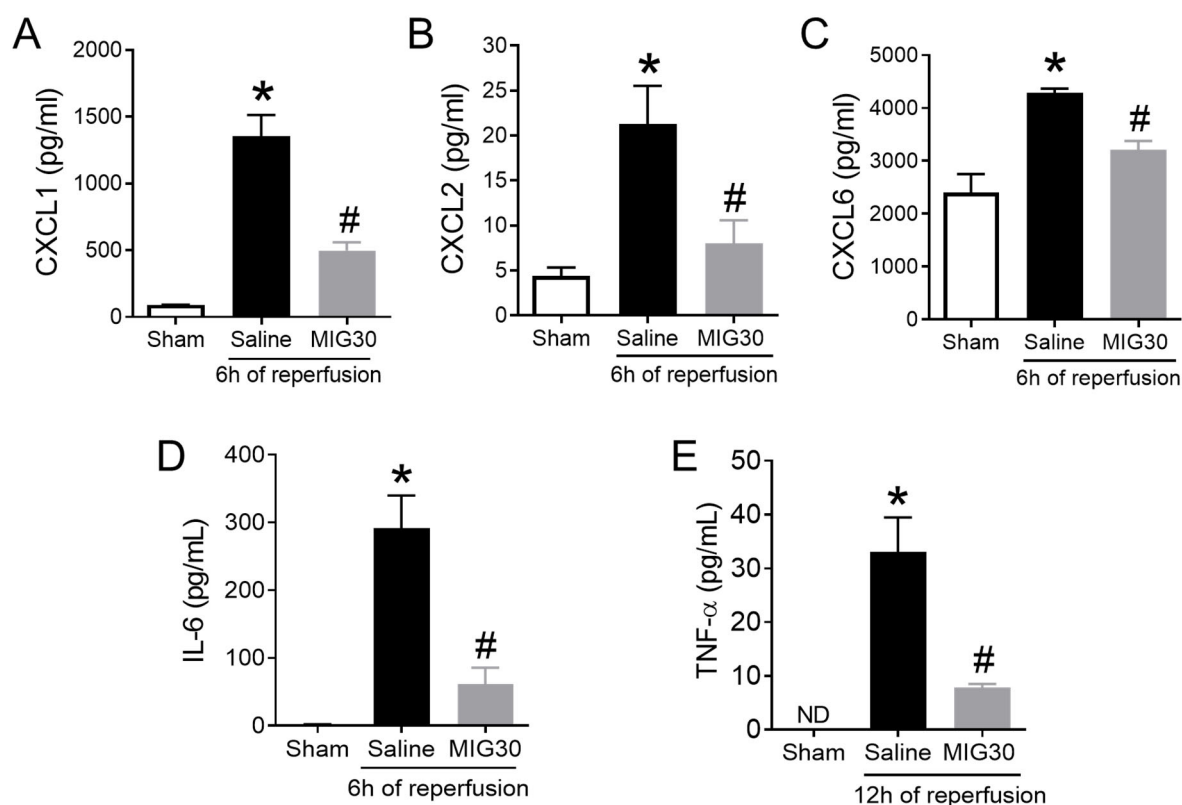 A
CXCL1 (pg/ml)
2000
1500
1000
500
0
*
#
Sham Saline MIG30
6h of reperfusion
B
CXCL2 (pg/ml)
30
25
20
15
10
5
0
*
#
Sham Saline MIG30
6h of reperfusion
C
CXCL6 (pg/ml)
5000
4000
3000
2000
1000
0
*
#
Sham Saline MIG30
6h of reperfusion
D
IL-6 (pg/mL)
400
300
200
100
0
*
#
Sham Saline MIG30
6h of reperfusion
E
TNF-α (pg/mL)
50
40
30
20
10
0
ND
*
#
Sham Saline MIG30
12h of reperfusion